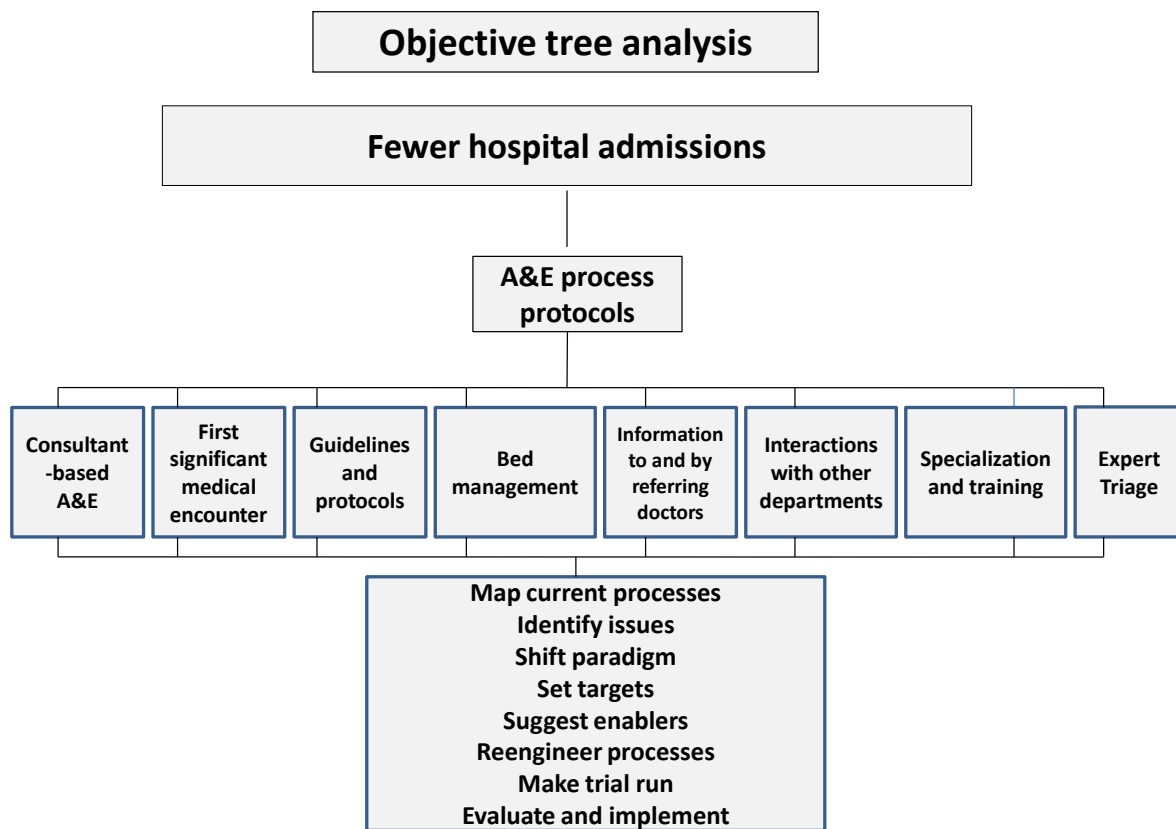 Objective tree analysis
Fewer hospital admissions
A&E process
protocols
Consultant
-based
A&E
First
significant
medical
encounter
Guidelines
and
protocols
Bed
management
Information
to and by
referring
doctors
Interactions
with other
departments
Specialization
and training
Expert
Triage
Map current processes
Identify issues
Shift paradigm
Set targets
Suggest enablers
Reengineer processes
Make trial run
Evaluate and implement